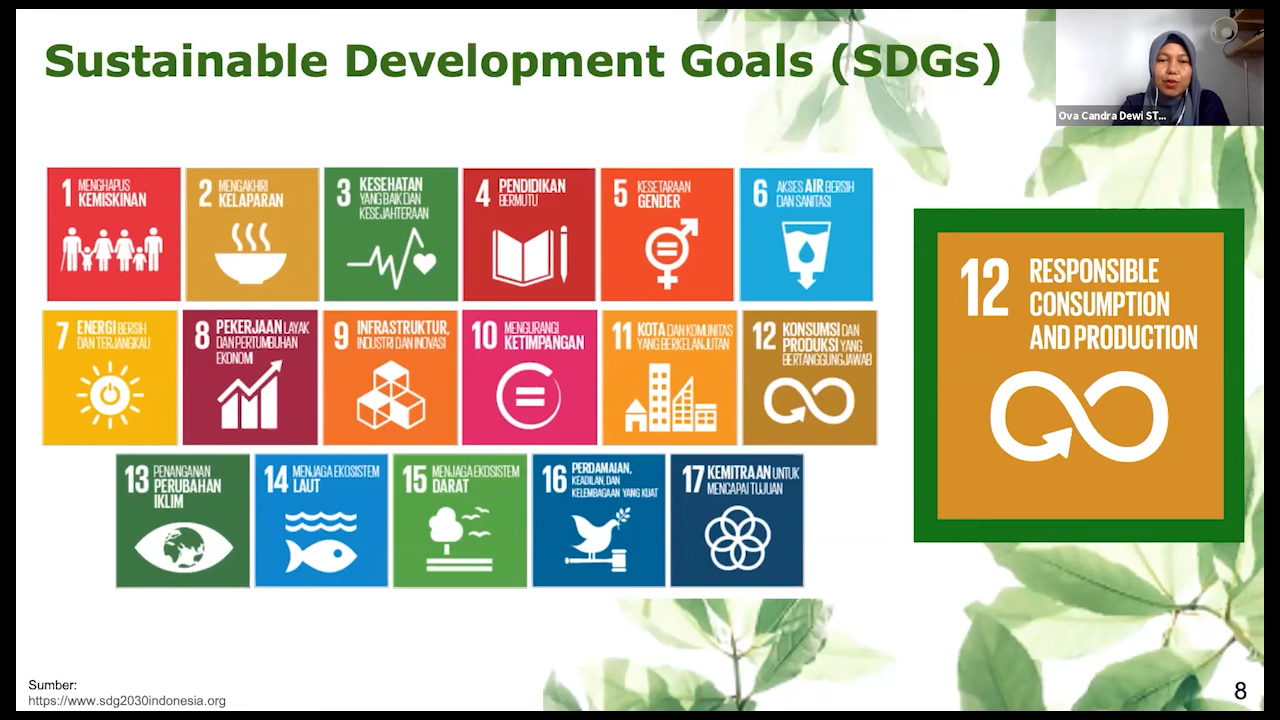 Sustainable Development Goals (SDGs)
Ova Candra Dewi ST...
1 MENGHAPUS
KEMISKINAN
2 MENGAKHIRI
KELAPARAN
3 KESEHATAN
YANG BAIK DAN
KESEJAHTERAAN
4 PENDIDIKAN
BERMUTU
5 KESETARAAN
GENDER
6 AKSES AIR BERSIH
DAN SANITASI
7 ENERGI BERSIH
DAN TERJANGKAU
8 PEKERJAAN LAYAK
DAN PERTUMBUHAN
EKONOMI
9 INFRASTRUKTUR,
INDUSTRI DAN INOVASI
10 MENGURANGI
KETIMPANGAN
11 KOTA DAN KOMUNITAS
YANG BERKELANJUTAN
12 KONSUMSI DAN
PRODUKSI YANG
BERTANGGUNGJAWAB
13 PENANGANAN
PERUBAHAN
IKLIM
14 MENJAGA EKOSISTEM
LAUT
15 MENJAGA EKOSISTEM
DARAT
16 PERDAMAIAN,
KEADILAN, DAN
KELEMBAGAAN YANG KUAT
17 KEMITRAAN UNTUK
MENCAPAI TUJUAN
12 RESPONSIBLE
CONSUMPTION
AND PRODUCTION
Sumber:
https://www.sdg2030indonesia.org
8